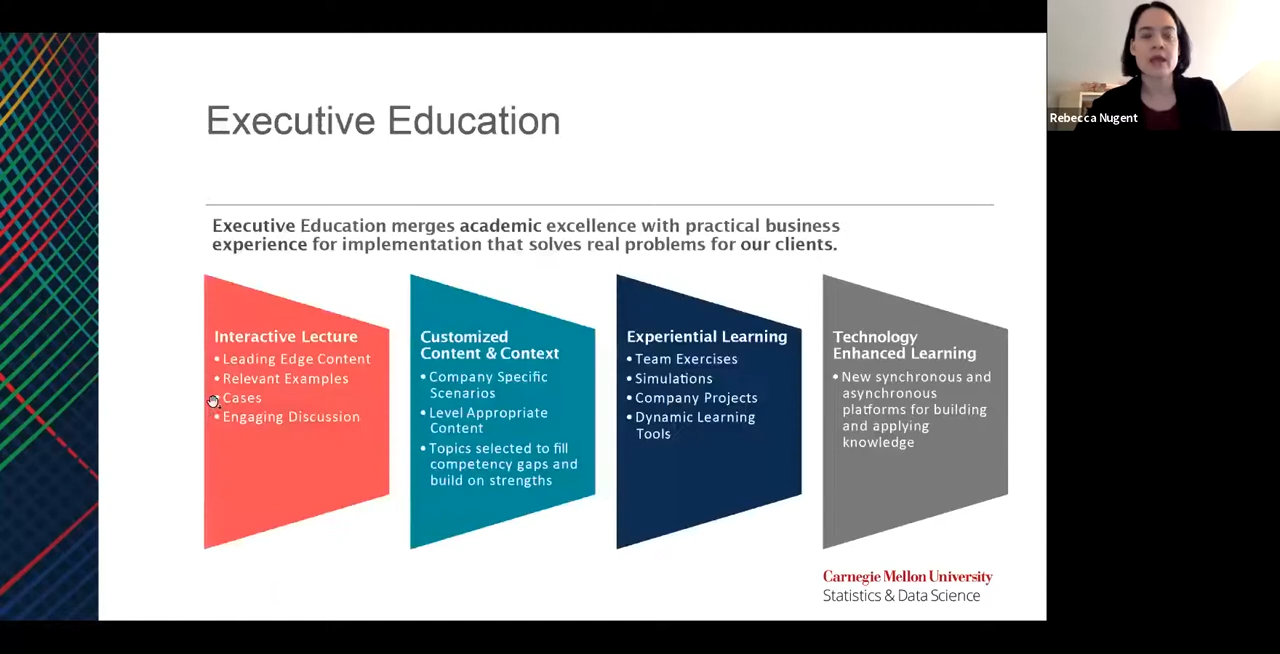 Rebecca Nugent
Executive Education
Executive Education merges academic excellence with practical business
experience for implementation that solves real problems for our clients.
Interactive Lecture
• Leading Edge Content
• Relevant Examples
• Cases
• Engaging Discussion
Customized
Content & Context
• Company Specific
Scenarios
• Level Appropriate
Content
• Topics selected to fill
competency gaps and
build on strengths
Experiential Learning
• Team Exercises
• Simulations
• Company Projects
• Dynamic Learning
Tools
Technology
Enhanced Learning
• New synchronous and
asynchronous
platforms for building
and applying
knowledge
Carnegie Mellon University
Statistics & Data Science